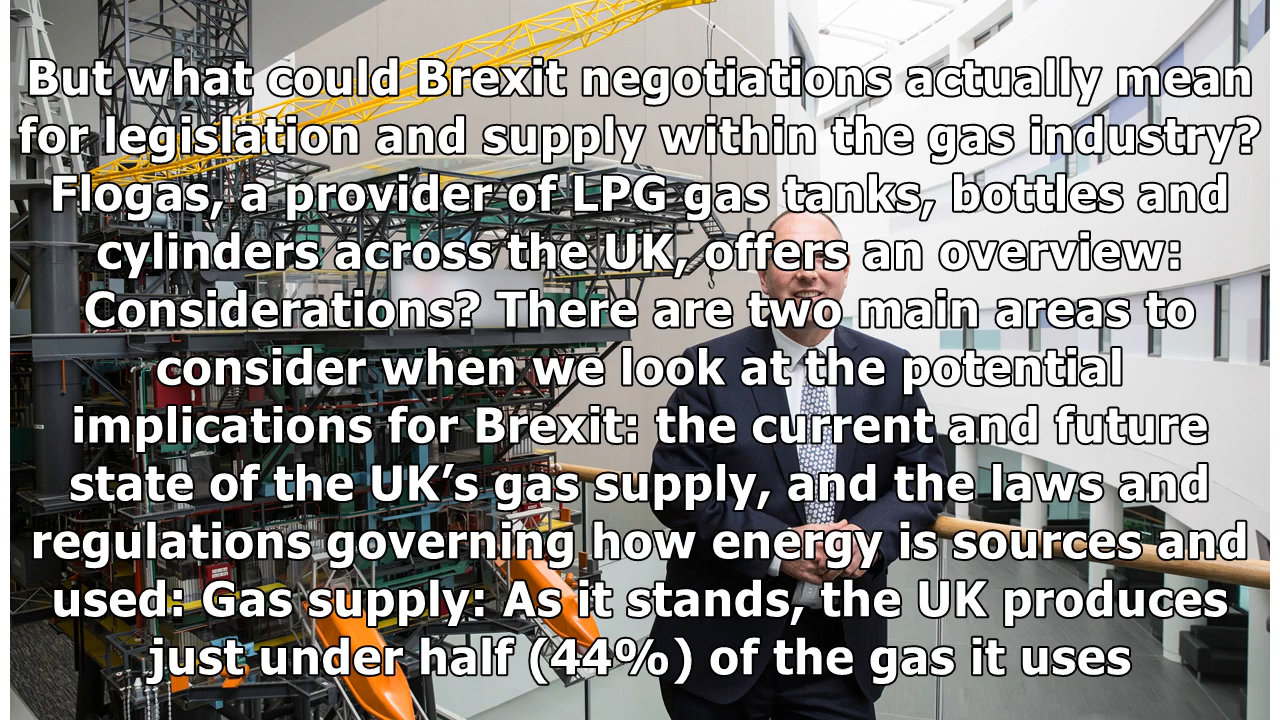 But what could Brexit negotiations actually mean
for legislation and supply within the gas industry?
Flogas, a provider of LPG gas tanks, bottles and
cylinders across the UK, offers an overview:
Considerations? There are two main areas to
consider when we look at the potential
implications for Brexit: the current and future
state of the UK’s gas supply, and the laws and
regulations governing how energy is sources and
used: Gas supply: As it stands, the UK produces
just under half (44%) of the gas it uses